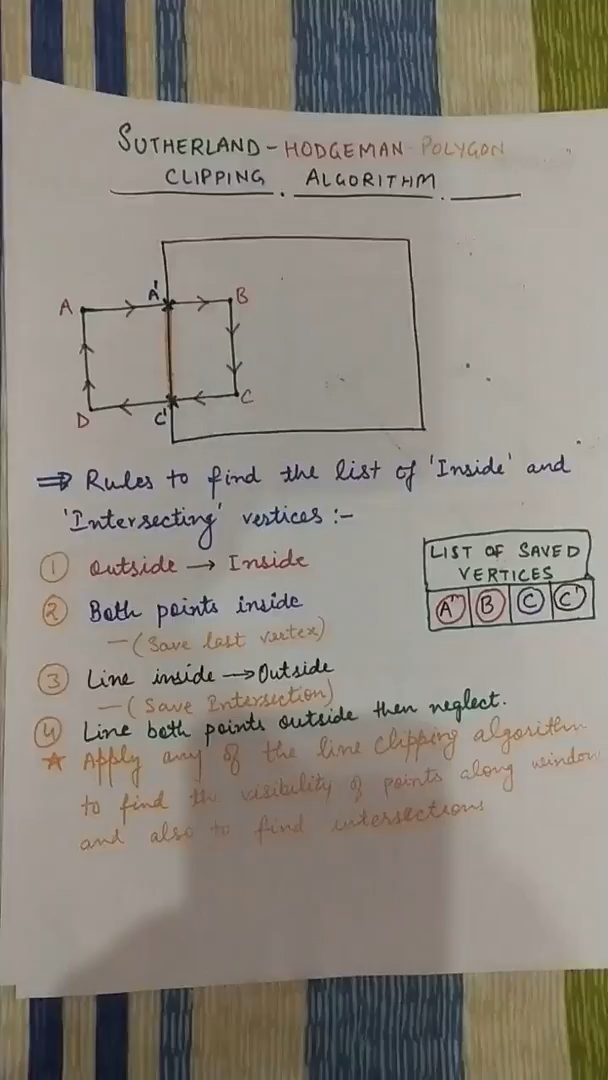 SUTHERLAND-HODGEMAN POLYGON
CLIPPING ALGORITHM
A
A'
B
D
C'
C
⇒ Rules to find the list of 'Inside' and
'Intersecting' vertices :-
① Outside → Inside
② Both points inside
— (Save last vertex)
③ Line inside → Outside
— (Save Intersection)
④ Line both points outside then neglect.
★ Apply any of the line clipping algorithm
to find the visibility of points along window
and also to find intersections
LIST OF SAVED
VERTICES
A' B C C'